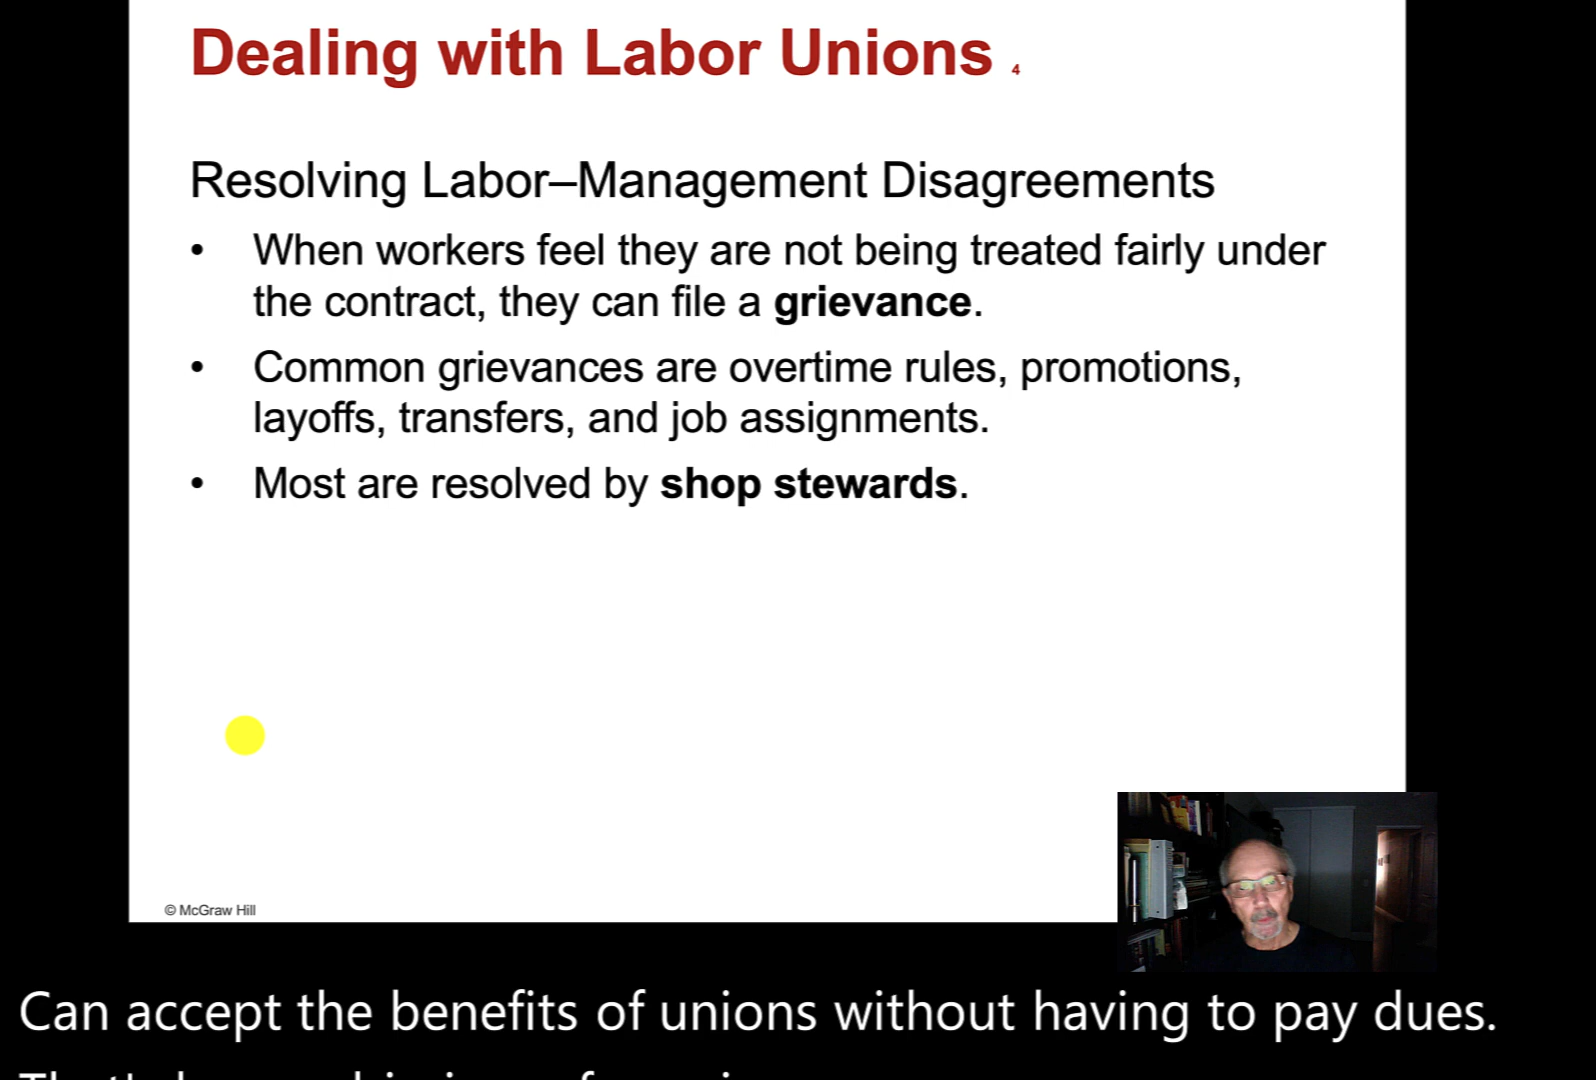 Dealing with Labor Unions 4
Resolving Labor–Management Disagreements
• When workers feel they are not being treated fairly under
the contract, they can file a grievance.
• Common grievances are overtime rules, promotions,
layoffs, transfers, and job assignments.
• Most are resolved by shop stewards.
© McGraw Hill
Can accept the benefits of unions without having to pay dues.